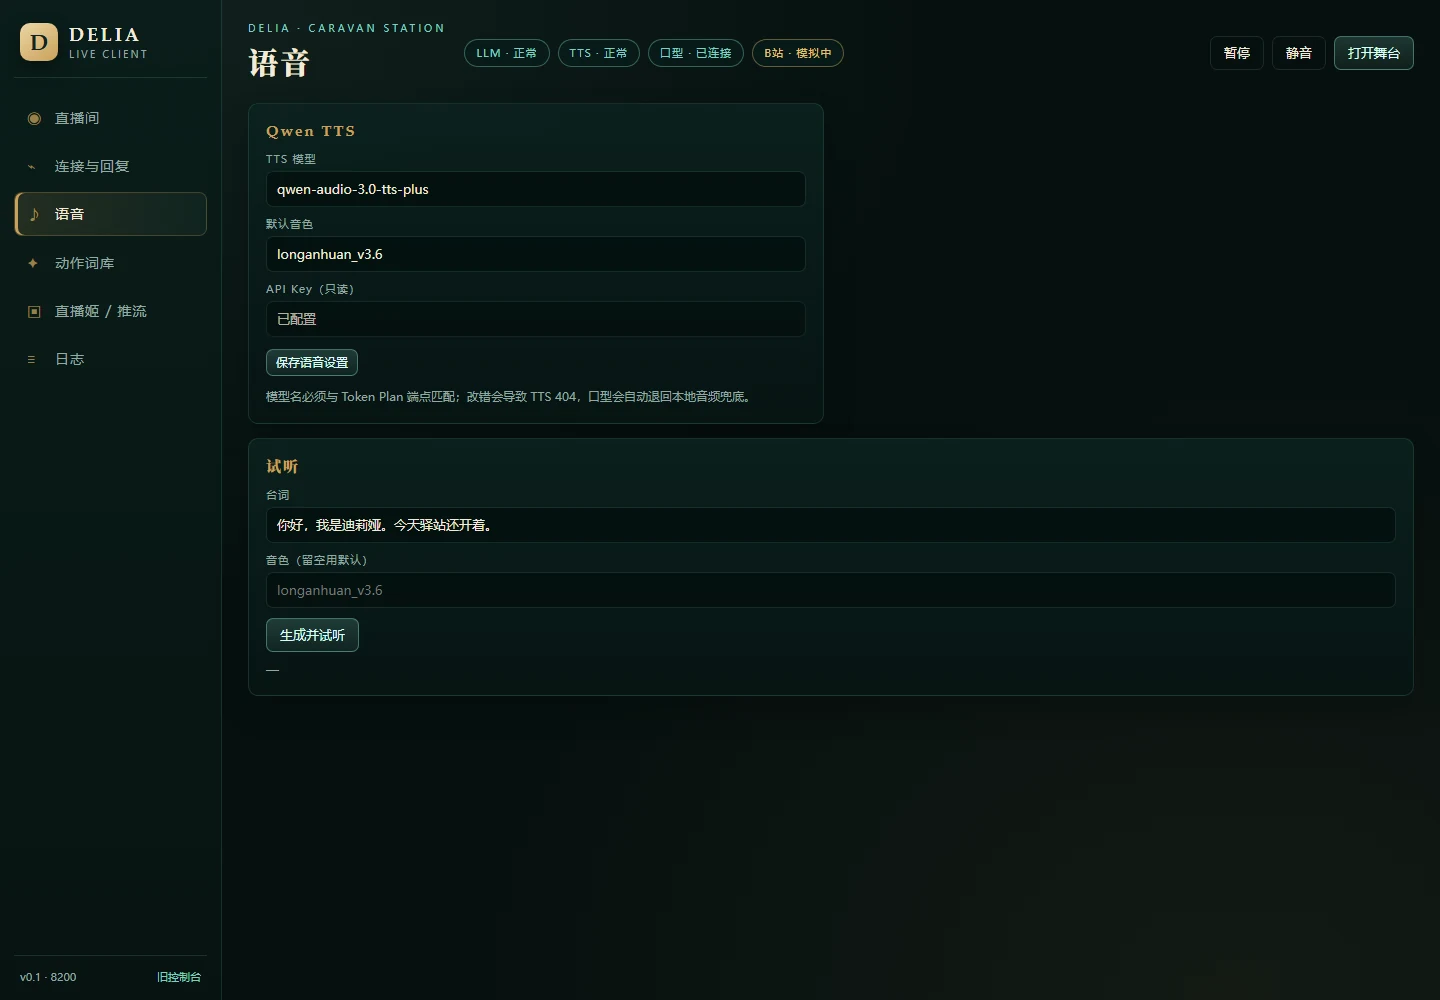 D
DELIA
LIVE CLIENT
直播间
连接与回复
语音
动作词库
直播姬 / 推流
日志
v0.1 · 8200
旧控制台
DELIA · CARAVAN STATION
语音
LLM · 正常
TTS · 正常
口型 · 已连接
B站 · 模拟中
暂停
静音
打开舞台
Qwen TTS
TTS 模型
qwen-audio-3.0-tts-plus
默认音色
longanhuan_v3.6
API Key（只读）
已配置
保存语音设置
模型名必须与 Token Plan 端点匹配；改错会导致 TTS 404，口型会自动退回本地音频兜底。
试听
台词
你好，我是迪莉娅。今天驿站还开着。
音色（留空用默认）
longanhuan_v3.6
生成并试听
—